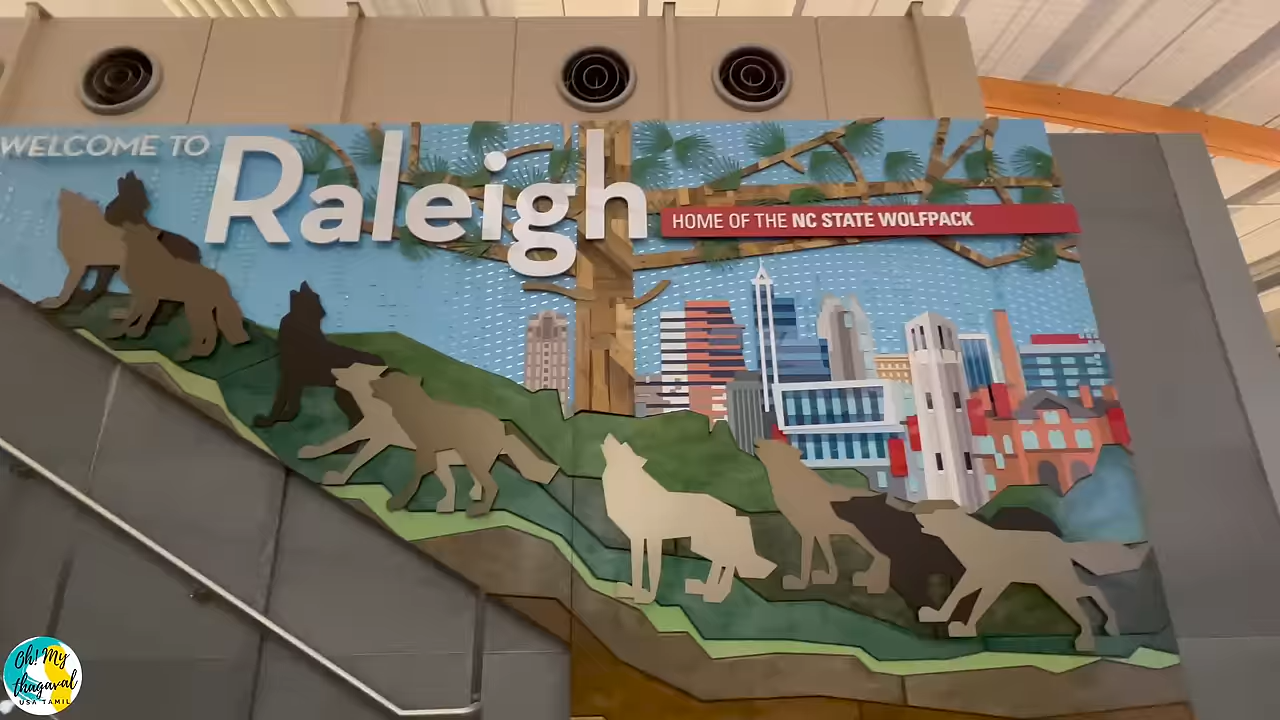 WELCOME TO
Raleigh
HOME OF THE NC STATE WOLFPACK
Oh! My
thagaval
USA TAMIL